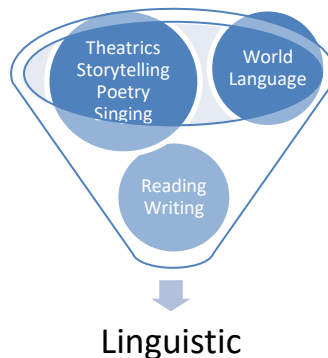 Theatrics
Storytelling
Poetry
Singing
World
Language
Reading
Writing
Linguistic